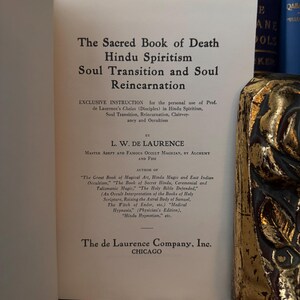 The Sacred Book of Death
Hindu Spiritism
Soul Transition and Soul
Reincarnation
EXCLUSIVE INSTRUCTION for the personal use of Prof.
de Laurence's Chelas (Disciples) in Hindu Spiritism,
Soul Transition, Reincarnation, Clairvoy-
ancy and Occultism
BY
L. W. DE LAURENCE
"MASTER ADEPT AND FAMOUS OCCULT MAGICIAN, BY ALCHEMY
AND FIRE
AUTHOR OF
"The Great Book of Magical Art, Hindu Magic and East Indian
Occultism," "The Book of Secret Hindu, Ceremonial and
Talismanic Magic," "The Holy Bible Defended,"
(An Occult Interpretation of the Books of Holy
Scripture, Raising the Astral Body of Samuel,
The Witch of Endor, etc.) "Medical
Hypnosis," (Physician's Edition),
"Hindu Hypnotism," etc.
The de Laurence Company, Inc.
CHICAGO